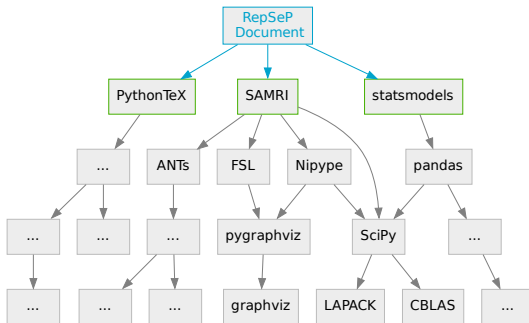 RepSeP
Document
PythonTeX
SAMRI
statsmodels
...
ANTs
FSL
Nipype
pandas
...
...
...
pygraphviz
SciPy
...
...
...
...
graphviz
LAPACK
CBLAS
...